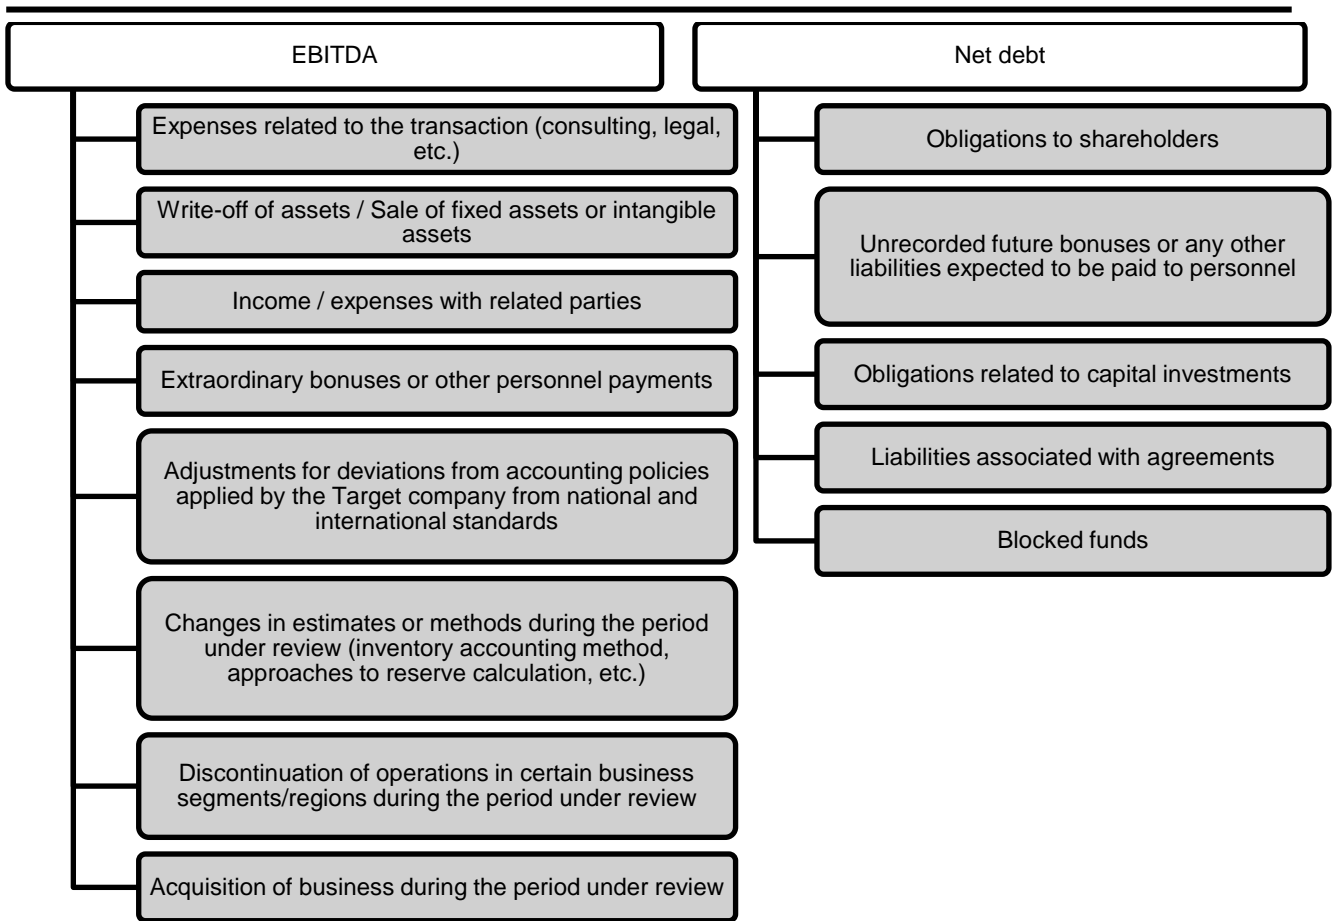 EBITDA
Expenses related to the transaction (consulting, legal,
etc.)
Write-off of assets / Sale of fixed assets or intangible
assets
Income / expenses with related parties
Extraordinary bonuses or other personnel payments
Adjustments for deviations from accounting policies
applied by the Target company from national and
international standards
Changes in estimates or methods during the period
under review (inventory accounting method,
approaches to reserve calculation, etc.)
Discontinuation of operations in certain business
segments/regions during the period under review
Acquisition of business during the period under review
Net debt
Obligations to shareholders
Unrecorded future bonuses or any other
liabilities expected to be paid to personnel
Obligations related to capital investments
Liabilities associated with agreements
Blocked funds